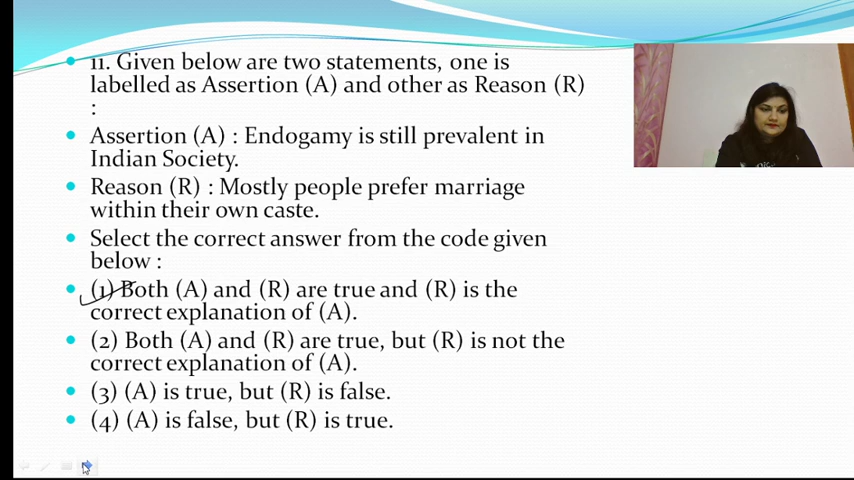 11. Given below are two statements, one is
labelled as Assertion (A) and other as Reason (R)
:
Assertion (A) : Endogamy is still prevalent in
Indian Society.
Reason (R) : Mostly people prefer marriage
within their own caste.
Select the correct answer from the code given
below :
(1) Both (A) and (R) are true and (R) is the
correct explanation of (A).
(2) Both (A) and (R) are true, but (R) is not the
correct explanation of (A).
(3) (A) is true, but (R) is false.
(4) (A) is false, but (R) is true.